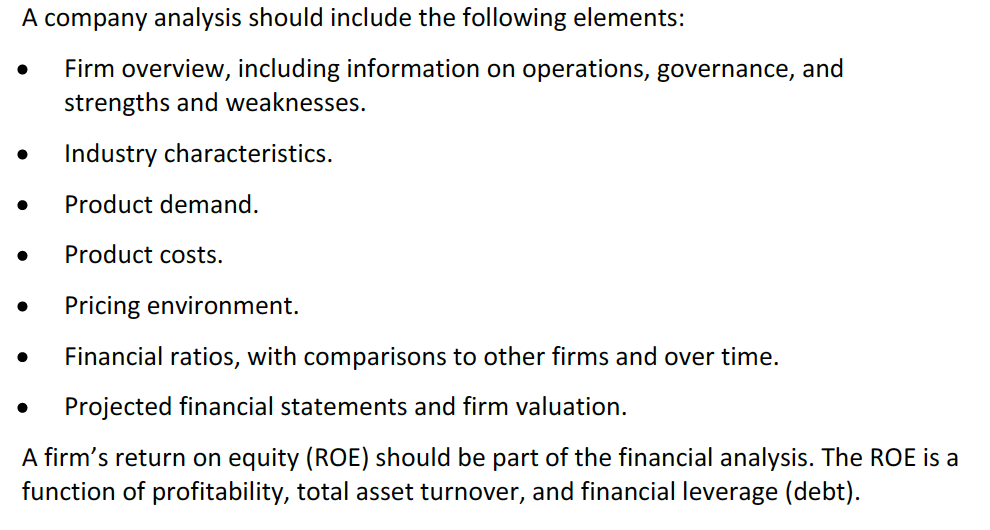 A company analysis should include the following elements:
• Firm overview, including information on operations, governance, and
strengths and weaknesses.
• Industry characteristics.
• Product demand.
• Product costs.
• Pricing environment.
• Financial ratios, with comparisons to other firms and over time.
• Projected financial statements and firm valuation.
A firm’s return on equity (ROE) should be part of the financial analysis. The ROE is a
function of profitability, total asset turnover, and financial leverage (debt).